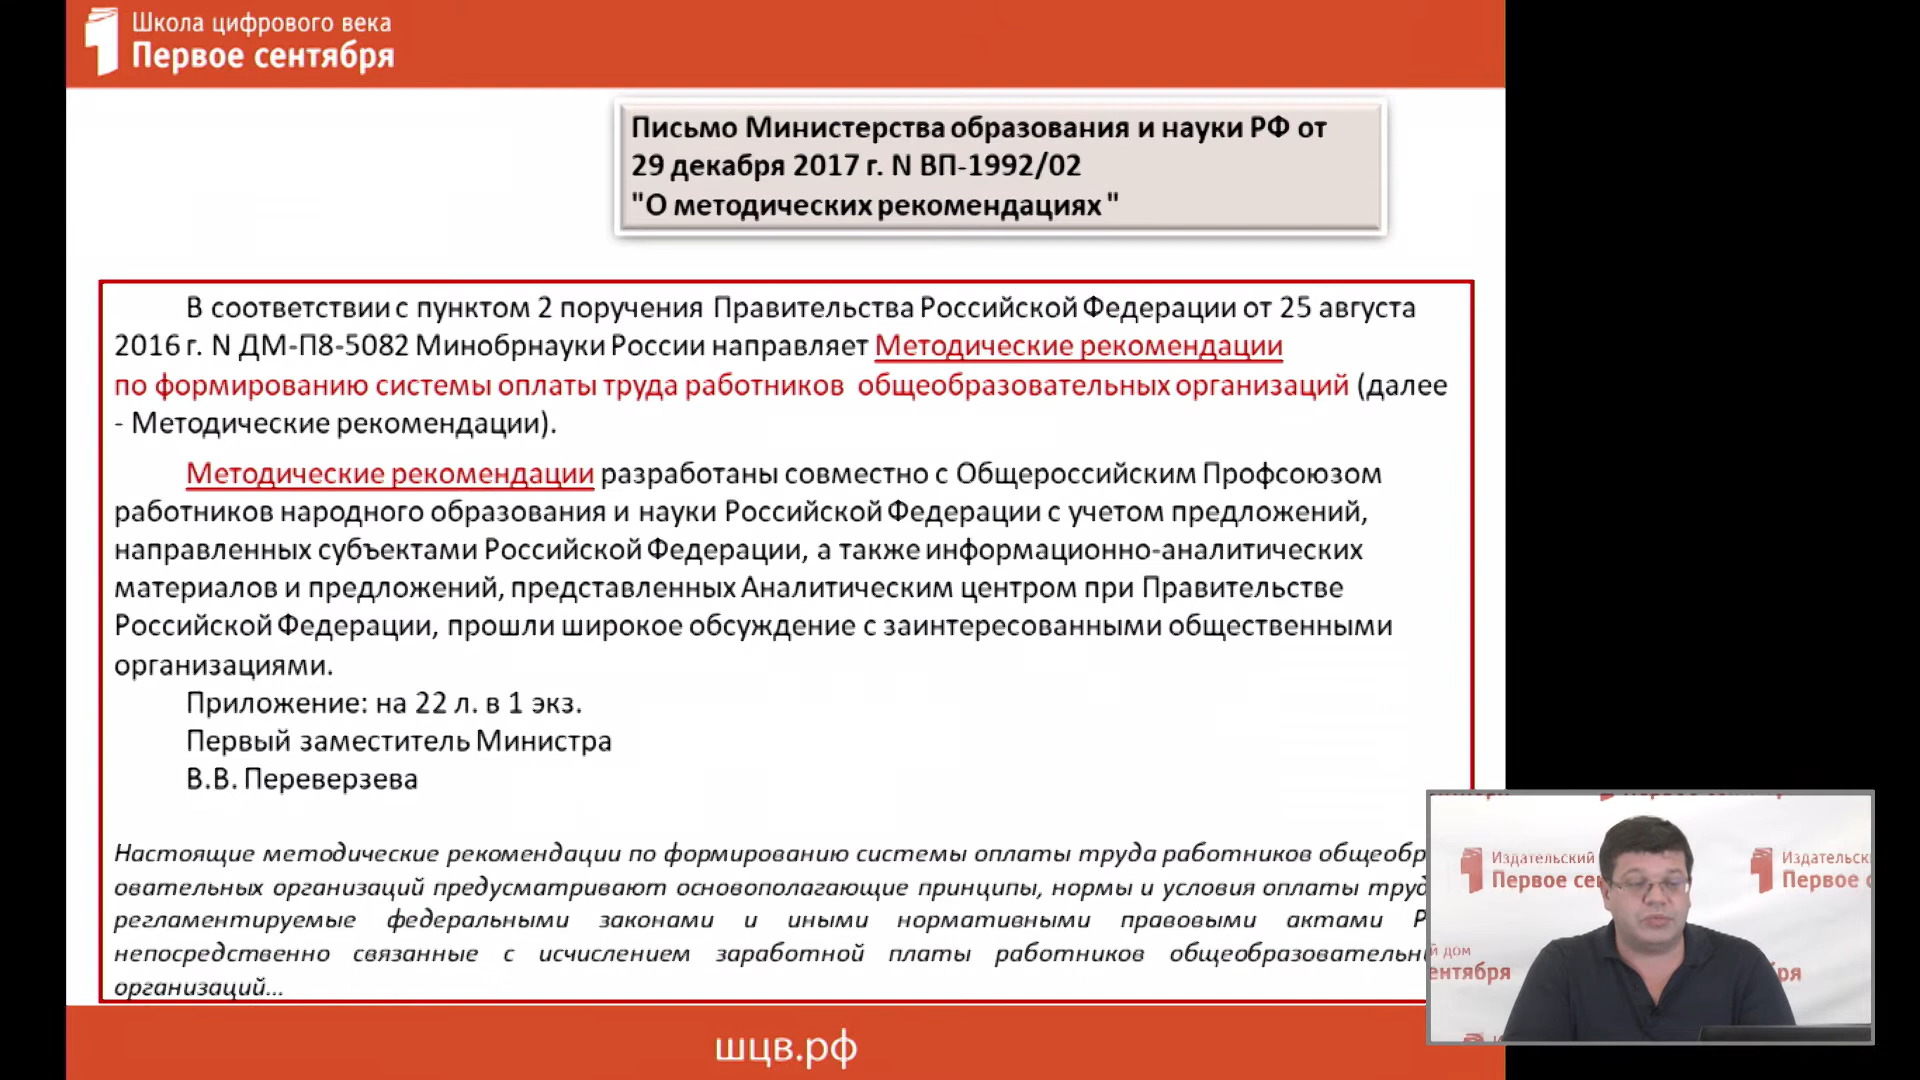 Школа цифрового века
Первое сентября
Письмо Министерства образования и науки РФ от
29 декабря 2017 г. N ВП-1992/02
"О методических рекомендациях "
В соответствии с пунктом 2 поручения Правительства Российской Федерации от 25 августа
2016 г. N ДМ-П8-5082 Минобрнауки России направляет Методические рекомендации
по формированию системы оплаты труда работников общеобразовательных организаций (далее
- Методические рекомендации).
Методические рекомендации разработаны совместно с Общероссийским Профсоюзом
работников народного образования и науки Российской Федерации с учетом предложений,
направленных субъектами Российской Федерации, а также информационно-аналитических
материалов и предложений, представленных Аналитическим центром при Правительстве
Российской Федерации, прошли широкое обсуждение с заинтересованными общественными
организациями.
Приложение: на 22 л. в 1 экз.
Первый заместитель Министра
В.В. Переверзева
Настоящие методические рекомендации по формированию системы оплаты труда работников общеобр
овательных организаций предусматривают основополагающие принципы, нормы и условия оплаты труд
регламентируемые федеральными законами и иными нормативными правовыми актами Р
непосредственно связанные с исчислением заработной платы работников общеобразовательн
организаций...
Издательский
Первое се
Издательск
Первое с
й дом
ентября
ря
шцв.рф